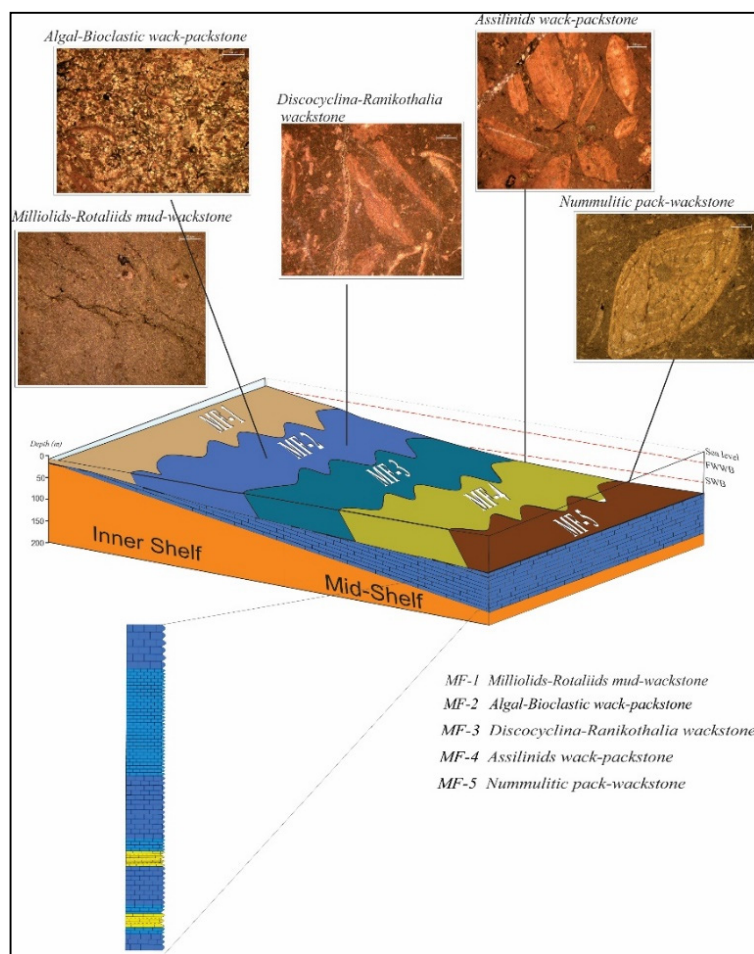 Algal-Bioclastic wack-packstone
Assilinids wack-packstone
Discocyclina-Ranikothalia
wackstone
Milliolids-Rotaliids mud-wackstone
Nummulitic pack-wackstone
MF-1
MF-2
MF-3
MF-4
MF-5
Depth (m)
0
50
100
150
200
Sea level
FWWB
SWB
Inner Shelf
Mid-Shelf
MF-1 Milliolids-Rotaliids mud-wackstone
MF-2 Algal-Bioclastic wack-packstone
MF-3 Discocyclina-Ranikothalia wackstone
MF-4 Assilinids wack-packstone
MF-5 Nummulitic pack-wackstone